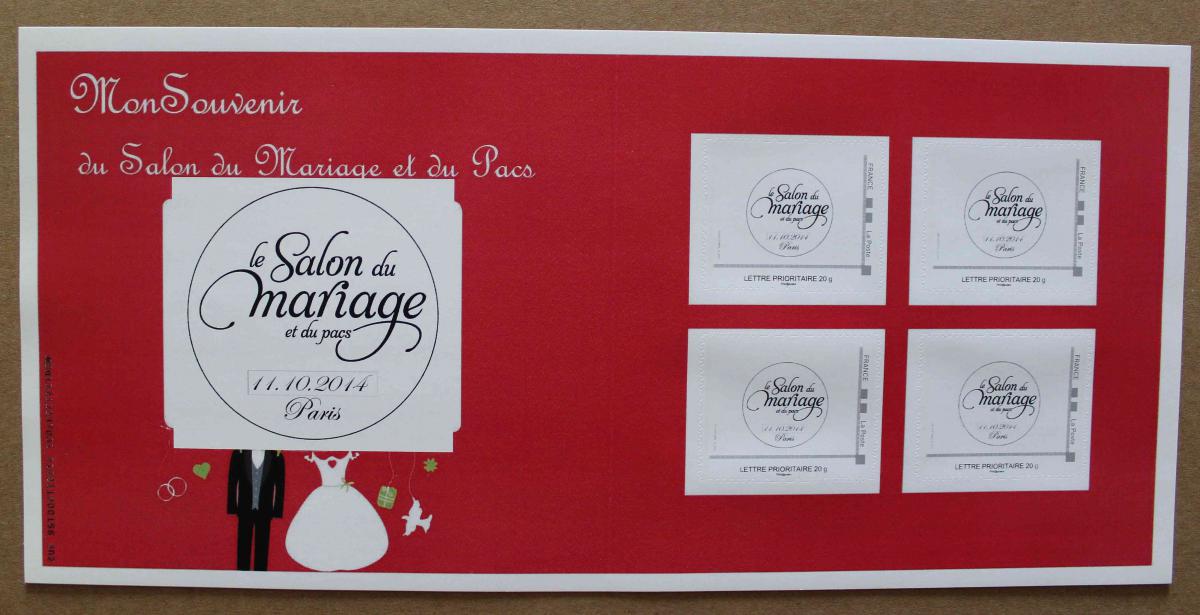 MonSouvenir
du Salon du Mariage et du Pacs
le Salon du
mariage
et du pacs
11.10.2014
Paris
le Salon du
mariage
et du pacs
11.10.2014
Paris
FRANCE
La Poste
LETTRE PRIORITAIRE 20 g
le Salon du
mariage
et du pacs
11.10.2014
Paris
FRANCE
La Poste
LETTRE PRIORITAIRE 20 g
le Salon du
mariage
et du pacs
11.10.2014
Paris
FRANCE
La Poste
LETTRE PRIORITAIRE 20 g
le Salon du
mariage
et du pacs
11.10.2014
Paris
FRANCE
La Poste
LETTRE PRIORITAIRE 20 g